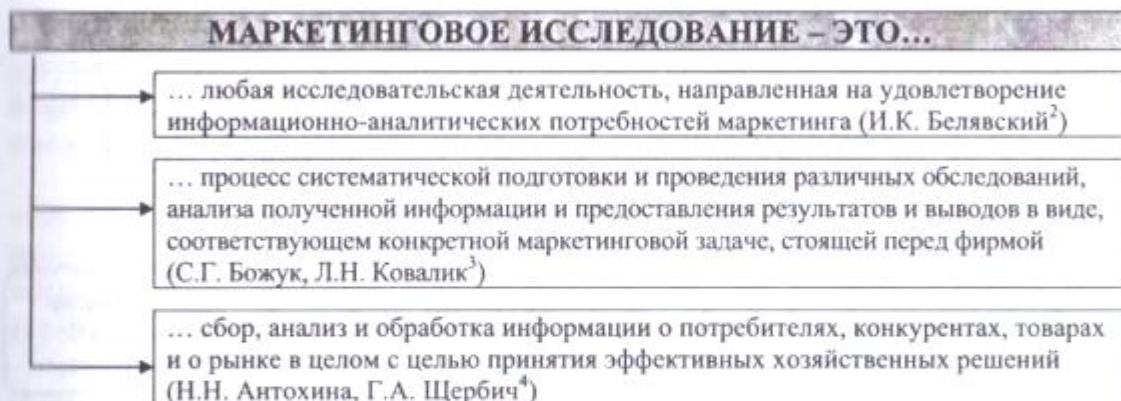 МАРКЕТИНГОВОЕ ИССЛЕДОВАНИЕ – ЭТО…
… любая исследовательская деятельность, направленная на удовлетворение
информационно-аналитических потребностей маркетинга (И.К. Белявский²)
… процесс систематической подготовки и проведения различных обследований,
анализа полученной информации и предоставления результатов и выводов в виде,
соответствующем конкретной маркетинговой задаче, стоящей перед фирмой
(С.Г. Божук, Л.Н. Ковалик³)
… сбор, анализ и обработка информации о потребителях, конкурентах, товарах
и о рынке в целом с целью принятия эффективных хозяйственных решений
(Н.Н. Антохина, Г.А. Щербич⁴)